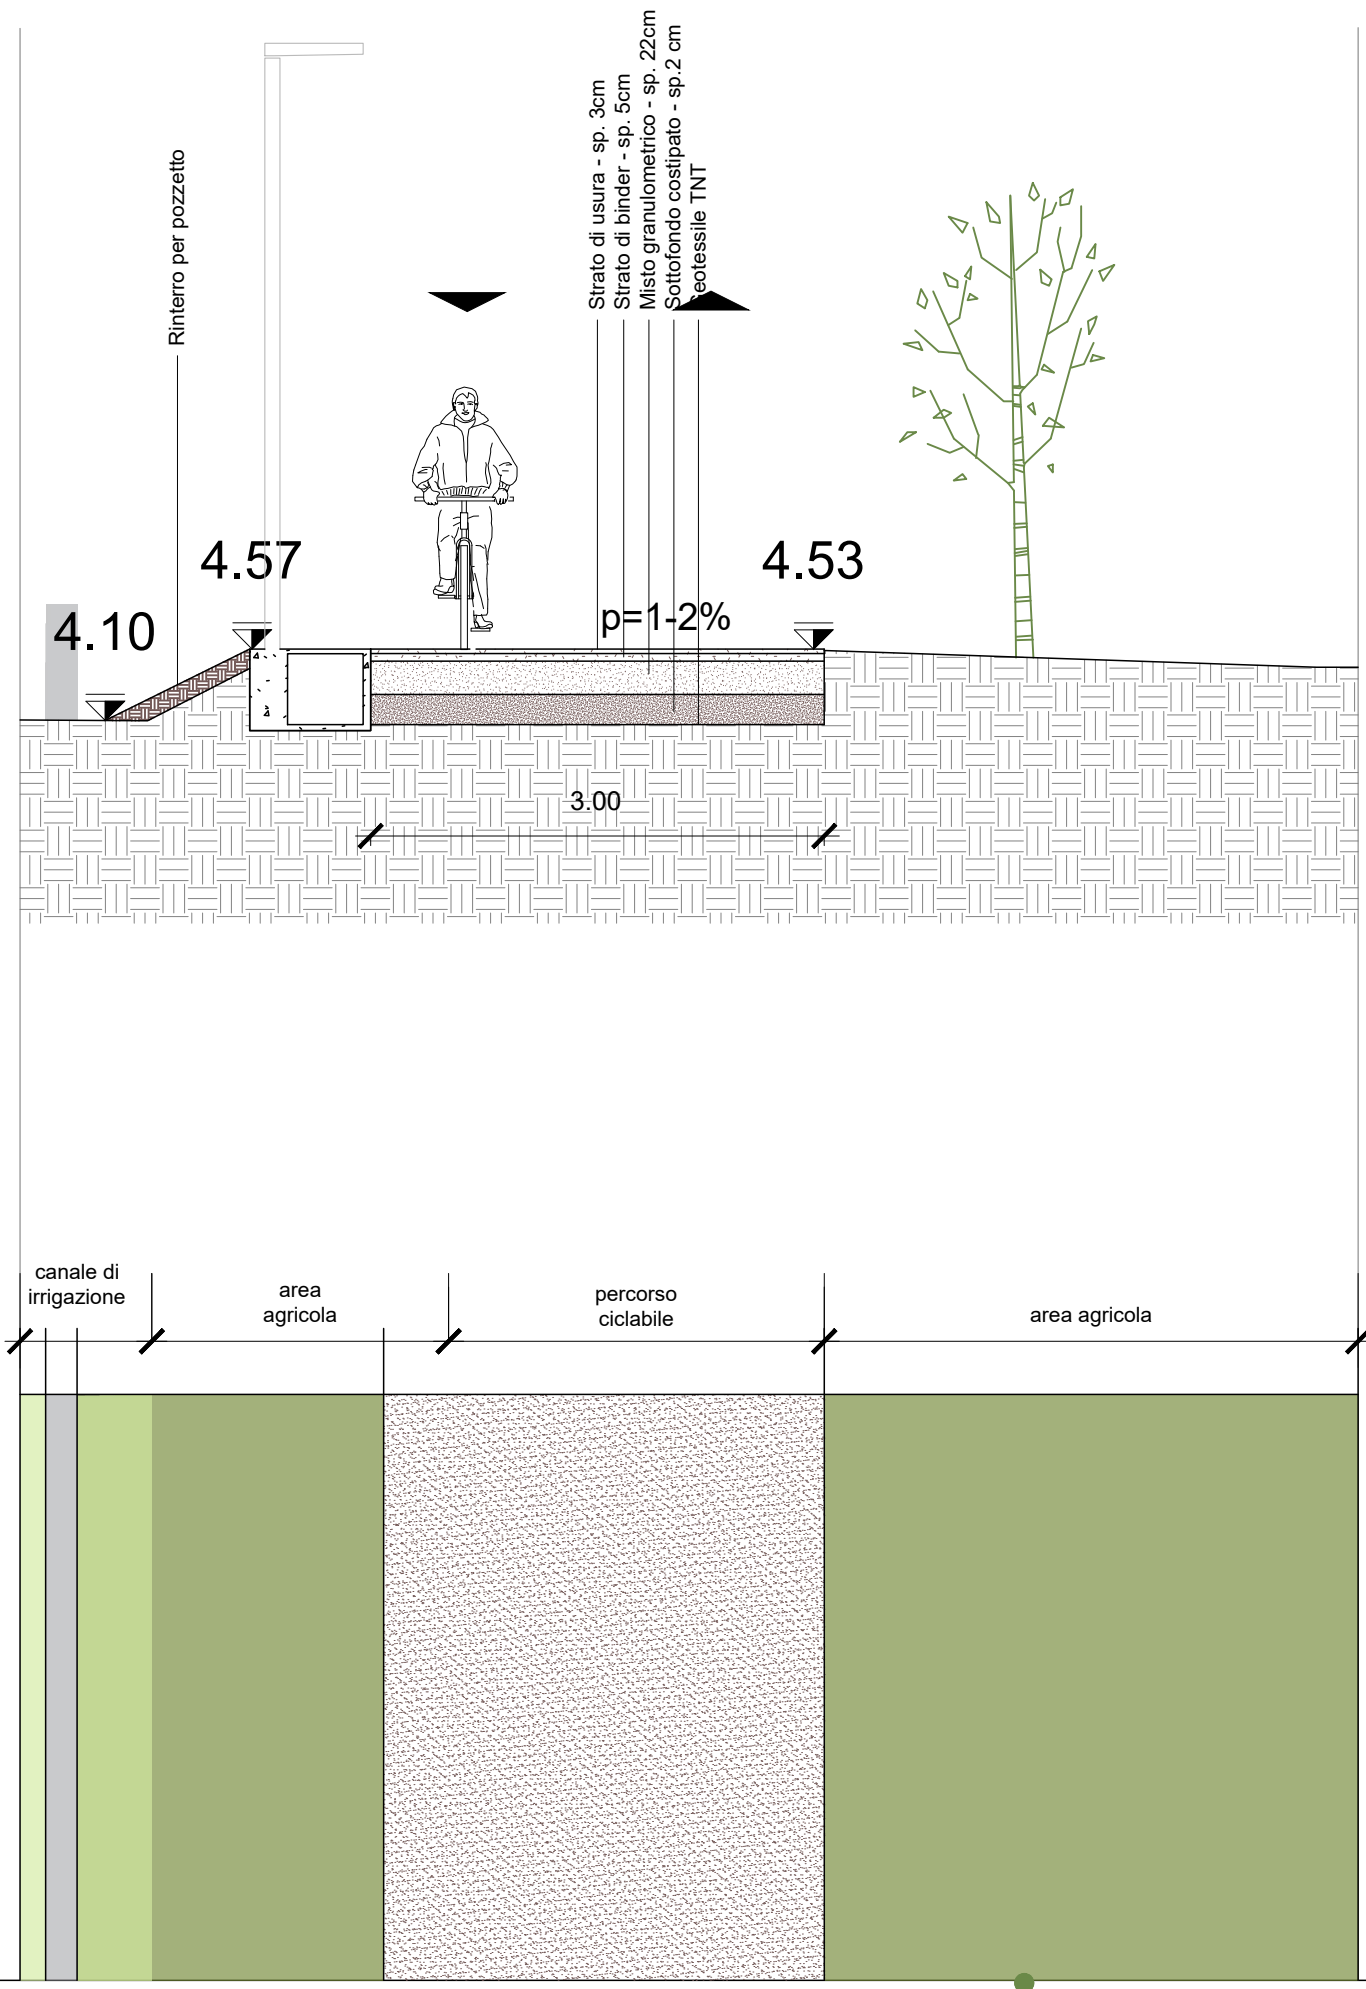 Rinterro per pozzetto
Strato di usura - sp. 3cm
Strato di binder - sp. 5cm
Misto granulometrico - sp. 22cm
Sottofondo costipato - sp.2 cm
Geotessile TNT
4.57
4.53
4.10
p=1-2%
3.00
canale di
irrigazione
area
agricola
percorso
ciclabile
area agricola